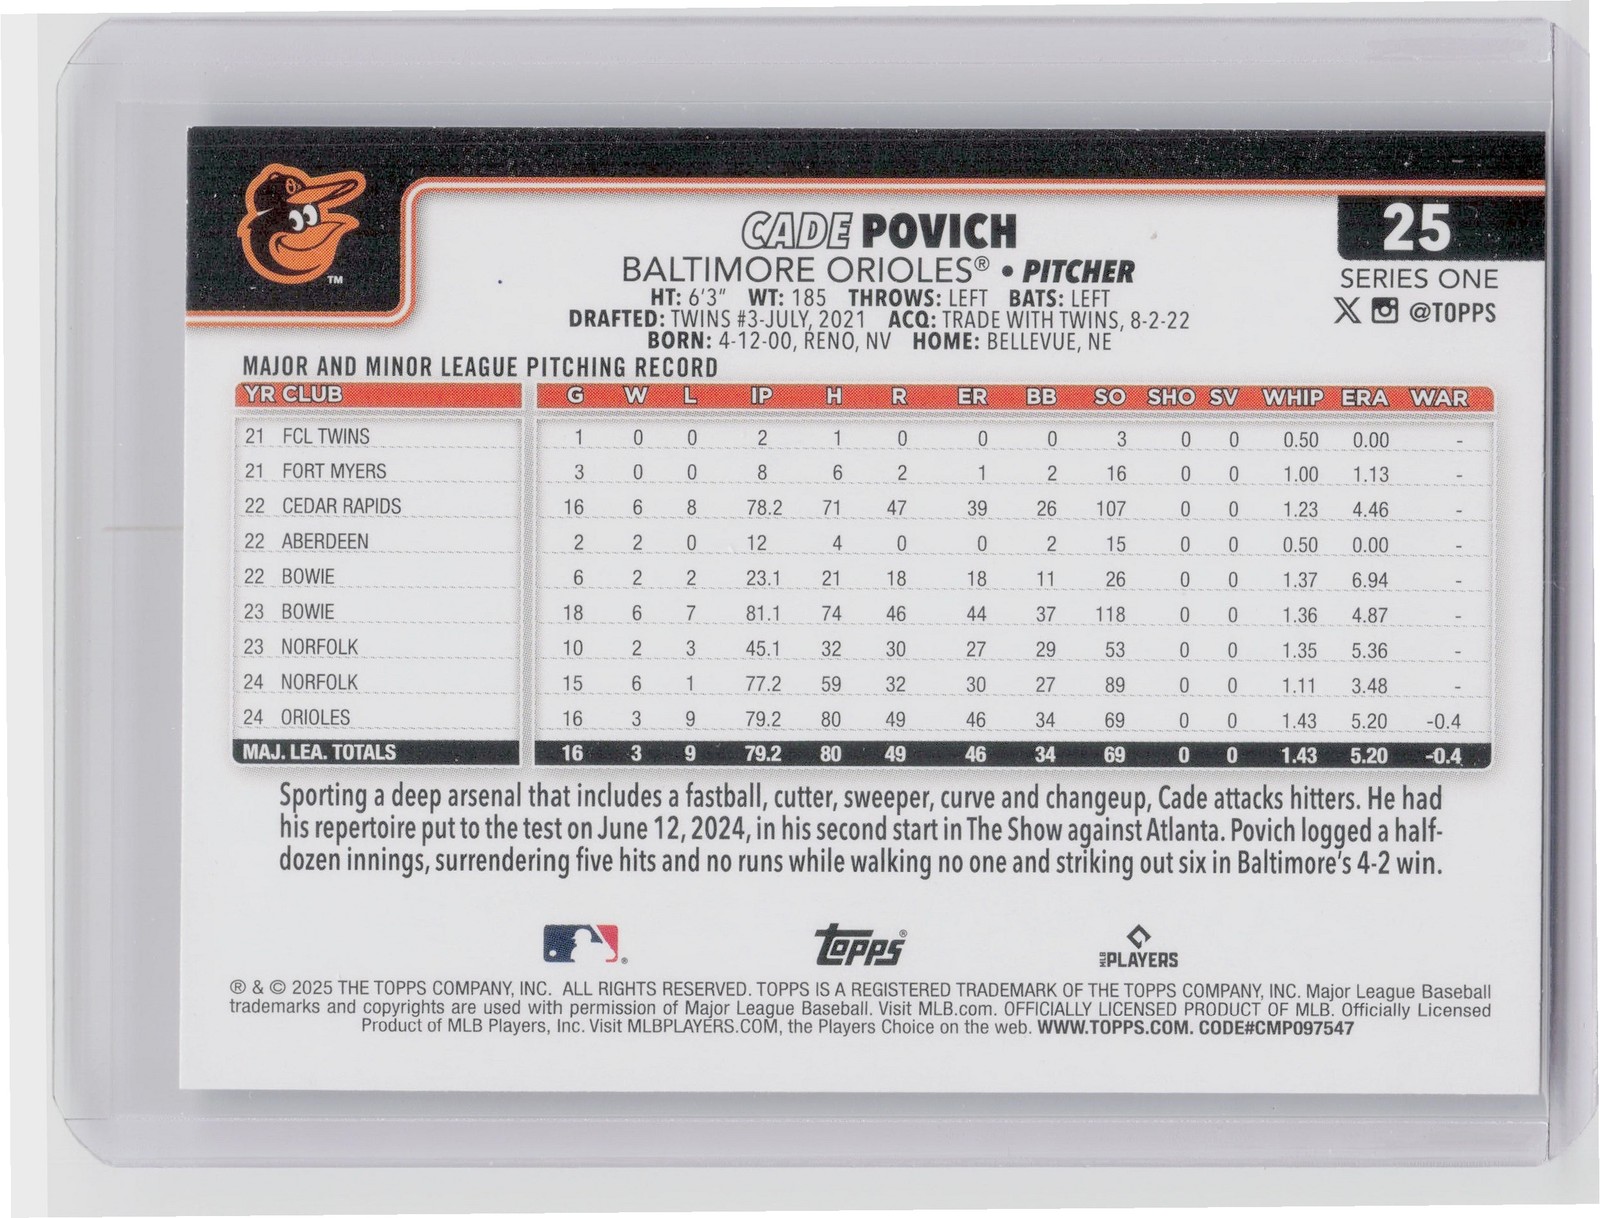 CADE POVICH
25
BALTIMORE ORIOLES® • PITCHER
SERIES ONE
HT: 6'3" WT: 185 THROWS: LEFT BATS: LEFT
@TOPPS
DRAFTED: TWINS #3-JULY, 2021 ACQ: TRADE WITH TWINS, 8-2-22
BORN: 4-12-00, RENO, NV HOME: BELLEVUE, NE
TM
MAJOR AND MINOR LEAGUE PITCHING RECORD
YR CLUB G W L IP H R ER BB SO SHO SV WHIP ERA WAR
21 FCL TWINS 1 0 0 2 1 0 0 0 3 0 0 0.50 0.00 -
21 FORT MYERS 3 0 0 8 6 2 1 2 16 0 0 1.00 1.13 -
22 CEDAR RAPIDS 16 6 8 78.2 71 47 39 26 107 0 0 1.23 4.46 -
22 ABERDEEN 2 2 0 12 4 0 0 2 15 0 0 0.50 0.00 -
22 BOWIE 6 2 2 23.1 21 18 18 11 26 0 0 1.37 6.94 -
23 BOWIE 18 6 7 81.1 74 46 44 37 118 0 0 1.36 4.87 -
23 NORFOLK 10 2 3 45.1 32 30 27 29 53 0 0 1.35 5.36 -
24 NORFOLK 15 6 1 77.2 59 32 30 27 89 0 0 1.11 3.48 -
24 ORIOLES 16 3 9 79.2 80 49 46 34 69 0 0 1.43 5.20 -0.4
MAJ. LEA. TOTALS 16 3 9 79.2 80 49 46 34 69 0 0 1.43 5.20 -0.4
Sporting a deep arsenal that includes a fastball, cutter, sweeper, curve and changeup, Cade attacks hitters. He had
his repertoire put to the test on June 12, 2024, in his second start in The Show against Atlanta. Povich logged a half-
dozen innings, surrendering five hits and no runs while walking no one and striking out six in Baltimore's 4-2 win.
Topps® MLB PLAYERS
® & © 2025 THE TOPPS COMPANY, INC. ALL RIGHTS RESERVED. TOPPS IS A REGISTERED TRADEMARK OF THE TOPPS COMPANY, INC. Major League Baseball
trademarks and copyrights are used with permission of Major League Baseball. Visit MLB.com. OFFICIALLY LICENSED PRODUCT OF MLB. Officially Licensed
Product of MLB Players, Inc. Visit MLBPLAYERS.COM, the Players Choice on the web. WWW.TOPPS.COM. CODE#CMP097547